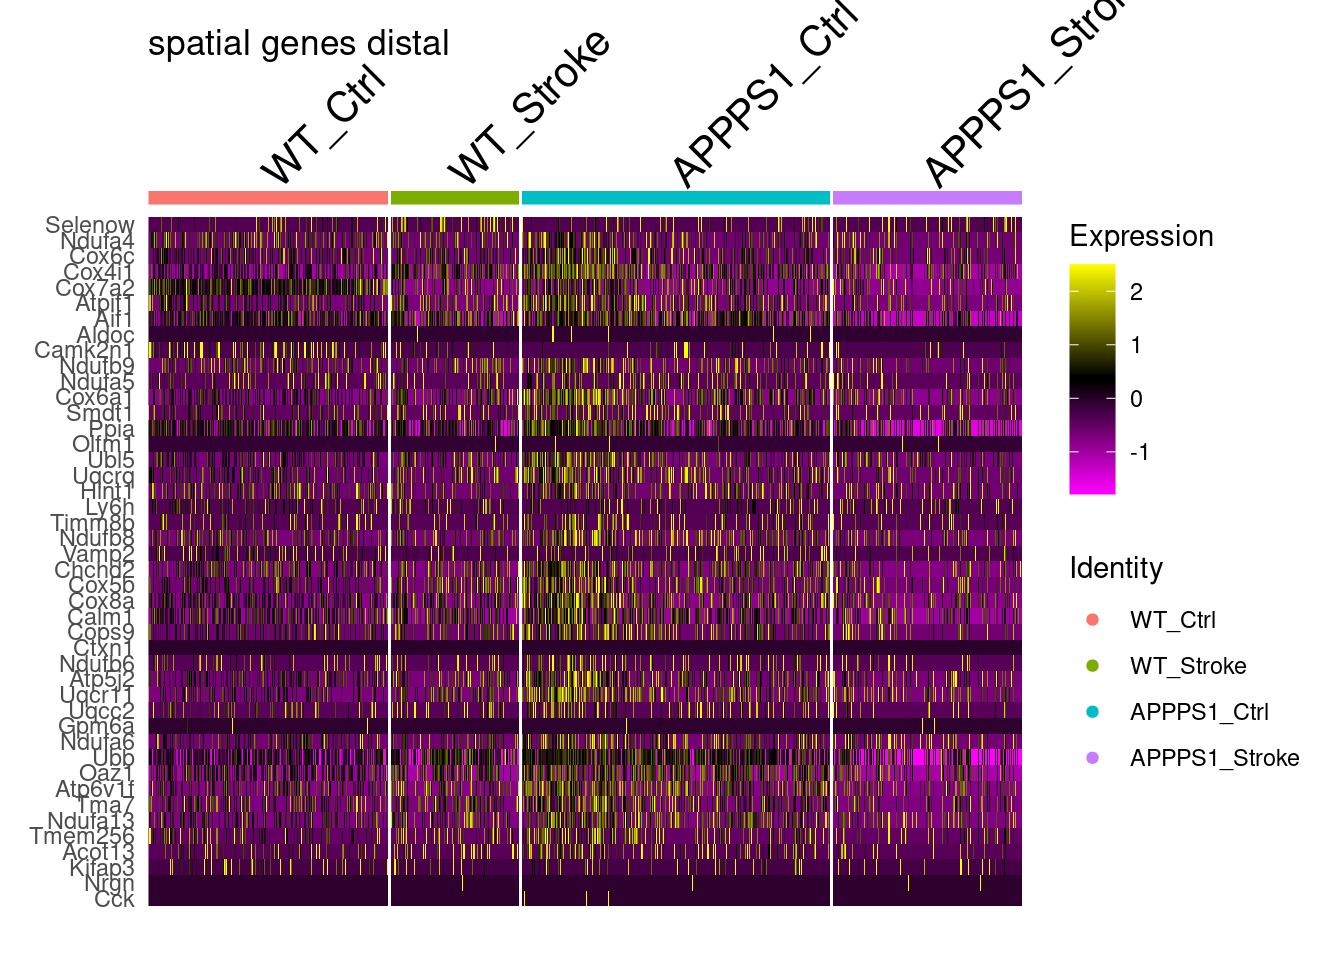 spatial genes distal
WT_Ctrl
WT_Stroke
APPPS1_Ctrl
APPPS1_Strok
Selenow
Ndufa4
Cox6c
Cox4i1
Cox7a2
Atpif1
Aif1
Aldoc
Camk2n1
Ndufb9
Ndufa5
Cox6a1
Smdt1
Ppia
Olfm1
Ubl5
Uqcrq
Hint1
Ly6h
Timm8b
Ndufb8
Vamp2
Chchd2
Cox5b
Cox8a
Calm1
Cops9
Ctxn1
Ndufb6
Atp5j2
Uqcr11
Uqcc2
Gpm6a
Ndufa6
Ubb
Oaz1
Atp6v1f
Tma7
Ndufa13
Tmem256
Acot13
Kifap3
Nrgn
Cck
Expression
2
1
0
-1
Identity
WT_Ctrl
WT_Stroke
APPPS1_Ctrl
APPPS1_Stroke